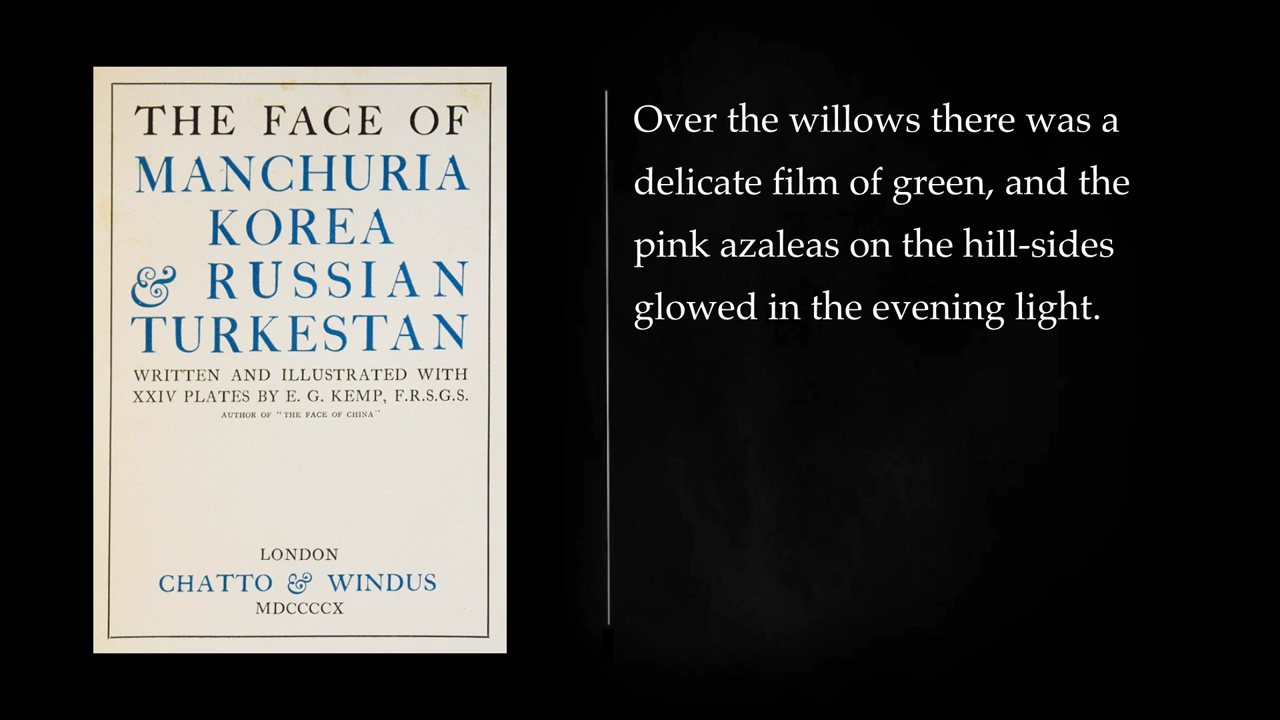 THE FACE OF
MANCHURIA
KOREA
& RUSSIAN
TURKESTAN
WRITTEN AND ILLUSTRATED WITH
XXIV PLATES BY E. G. KEMP, F.R.S.G.S.
AUTHOR OF "THE FACE OF CHINA"
LONDON
CHATTO & WINDUS
MDCCCCX
Over the willows there was a
delicate film of green, and the
pink azaleas on the hill-sides
glowed in the evening light.